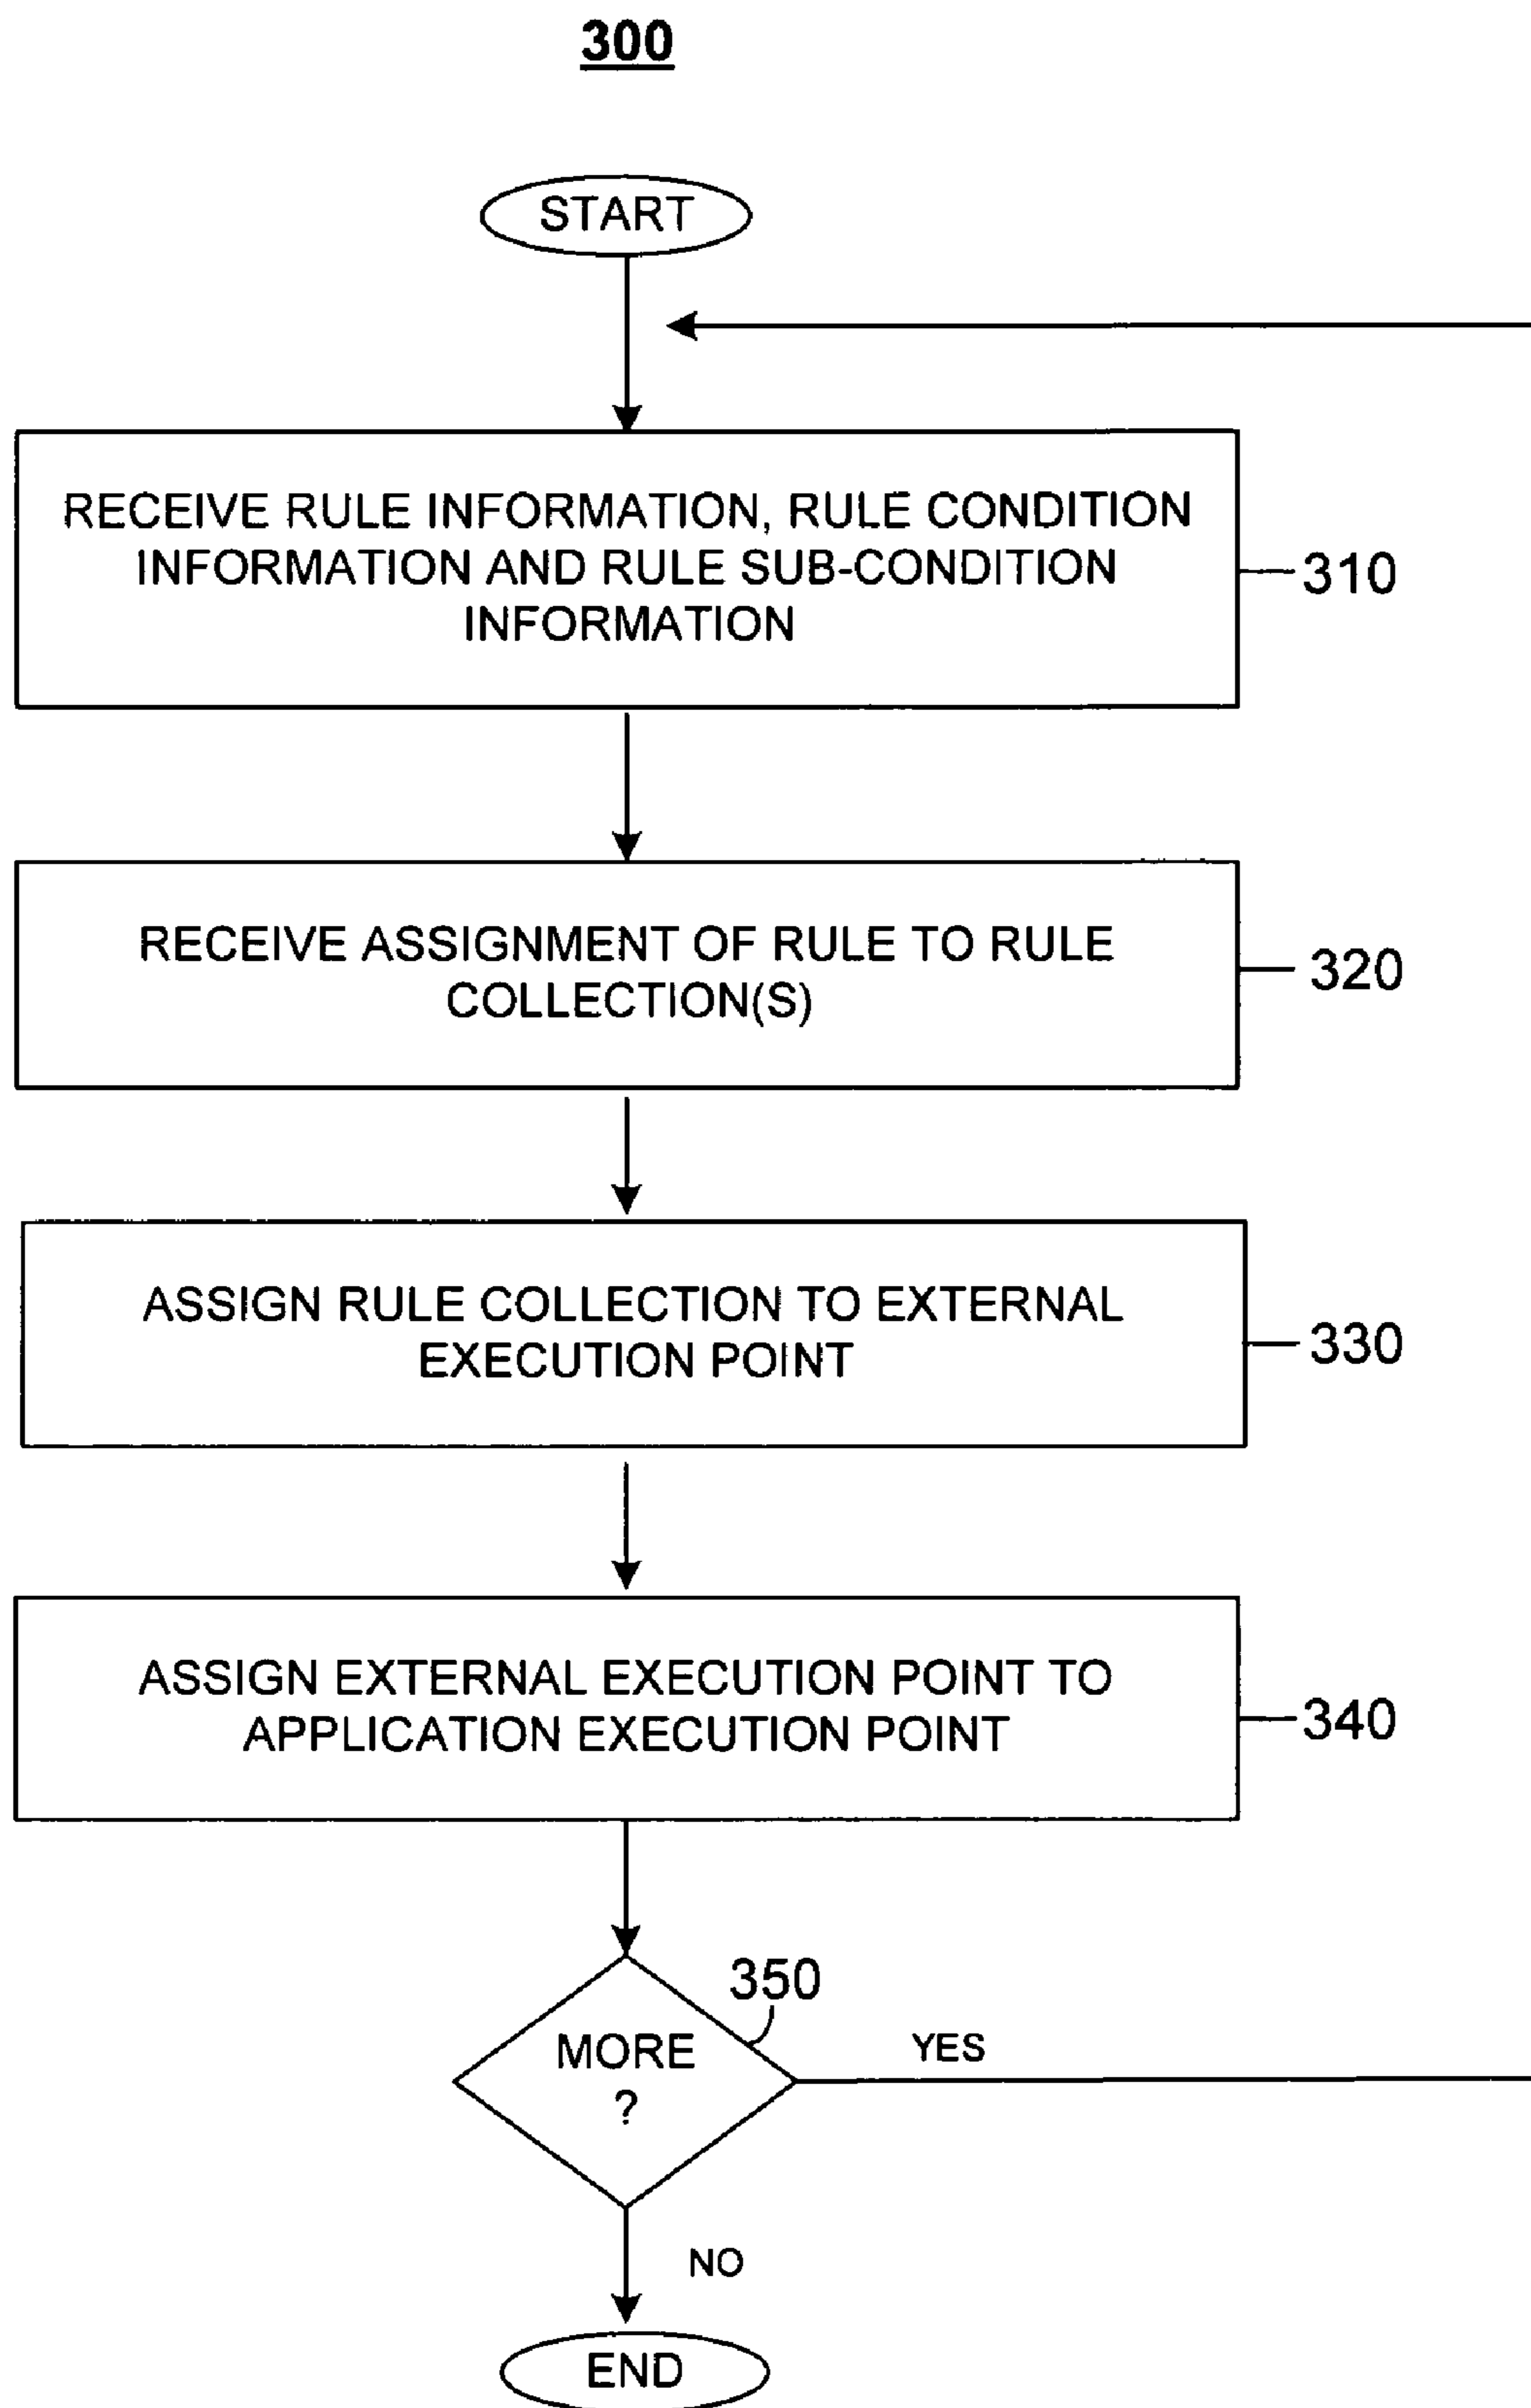 300
START
RECEIVE RULE INFORMATION, RULE CONDITION
INFORMATION AND RULE SUB-CONDITION
INFORMATION
310
RECEIVE ASSIGNMENT OF RULE TO RULE
COLLECTION(S)
320
ASSIGN RULE COLLECTION TO EXTERNAL
EXECUTION POINT
330
ASSIGN EXTERNAL EXECUTION POINT TO
APPLICATION EXECUTION POINT
340
350
MORE
?
YES
NO
END